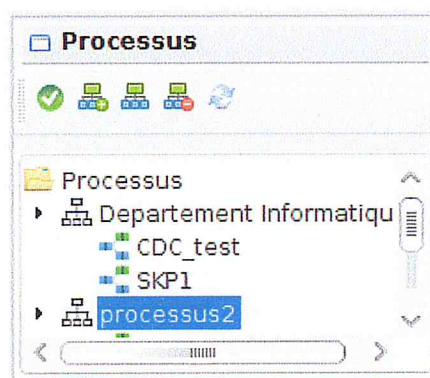 Processus
Processus
Departement Informatiqu
CDC_test
SKP1
processus2